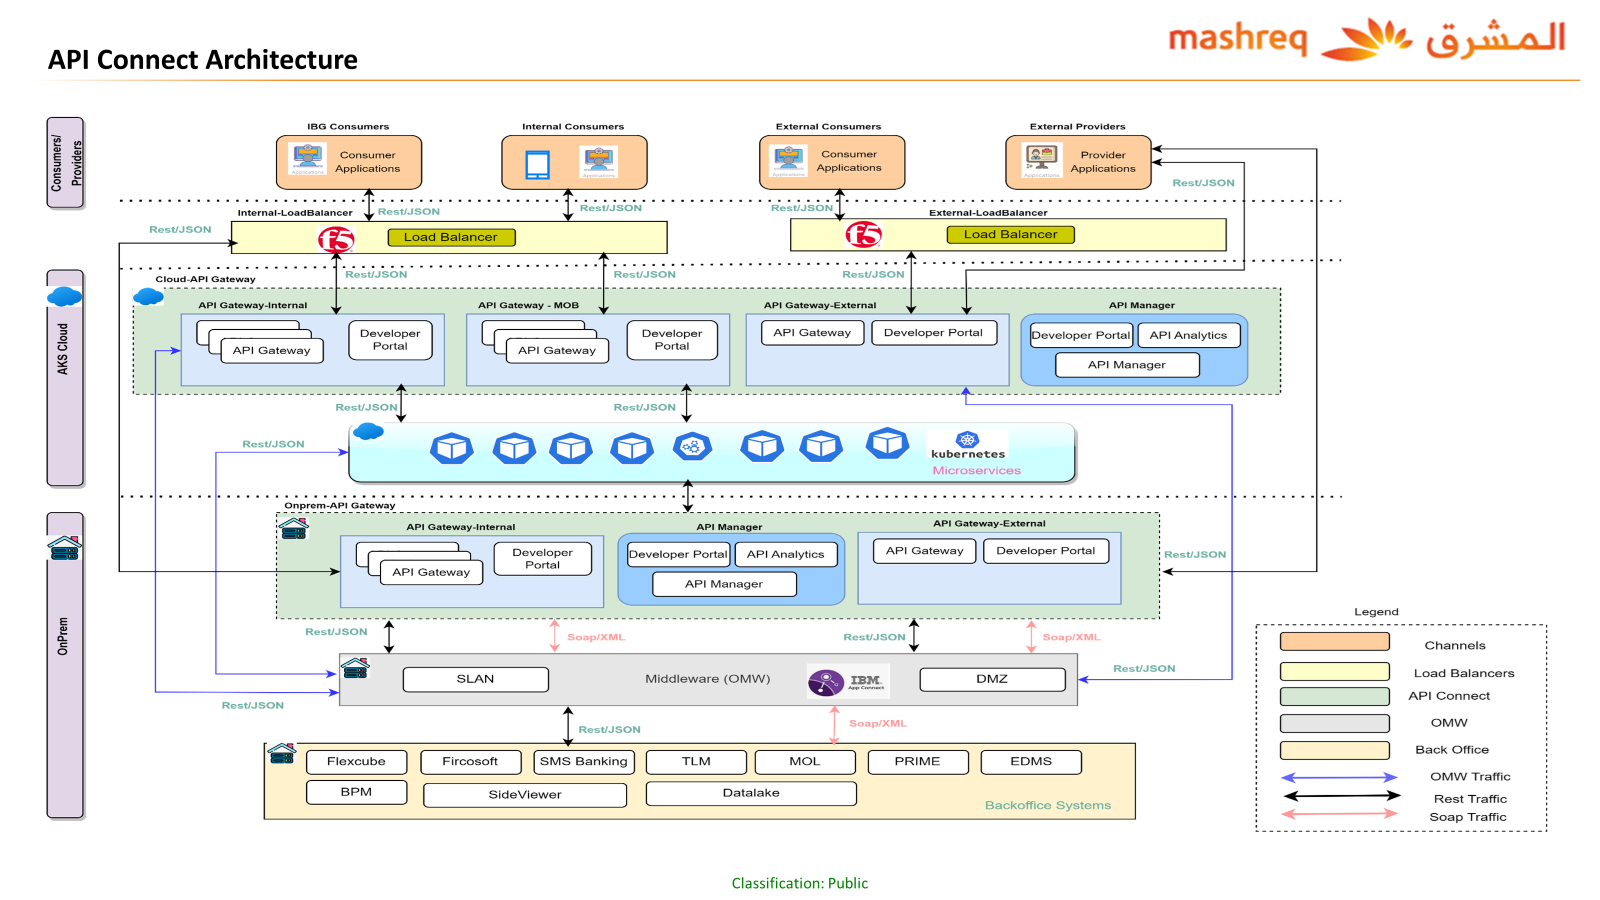 API Connect Architecture
mashreq المشرق
Consumers/
Providers
IBG Consumers
Internal Consumers
External Consumers
External Providers
Applications
Consumer
Applications
Applications
Applications
Consumer
Applications
Applications
Provider
Applications
Rest/JSON
Rest/JSON
Rest/JSON
Rest/JSON
Internal-LoadBalancer
External-LoadBalancer
Rest/JSON
f5
Load Balancer
f5
Load Balancer
Rest/JSON
Rest/JSON
Rest/JSON
AKS Cloud
Cloud-API Gateway
API Gateway-Internal
API Gateway - MOB
API Gateway-External
API Manager
API Gateway
Developer
Portal
API Gateway
Developer
Portal
API Gateway
Developer Portal
Developer Portal
API Analytics
API Manager
Rest/JSON
Rest/JSON
Rest/JSON
kubernetes
Microservices
OnPrem
Onprem-API Gateway
API Gateway-Internal
API Manager
API Gateway-External
API Gateway
Developer
Portal
Developer Portal
API Analytics
API Manager
API Gateway
Developer Portal
Rest/JSON
Rest/JSON
Soap/XML
Rest/JSON
Soap/XML
SLAN
Middleware (OMW)
IBM
App Connect
DMZ
Rest/JSON
Rest/JSON
Rest/JSON
Soap/XML
Flexcube
Fircosoft
SMS Banking
TLM
MOL
PRIME
EDMS
BPM
SideViewer
Datalake
Backoffice Systems
Legend
Channels
Load Balancers
API Connect
OMW
Back Office
OMW Traffic
Rest Traffic
Soap Traffic
Classification: Public